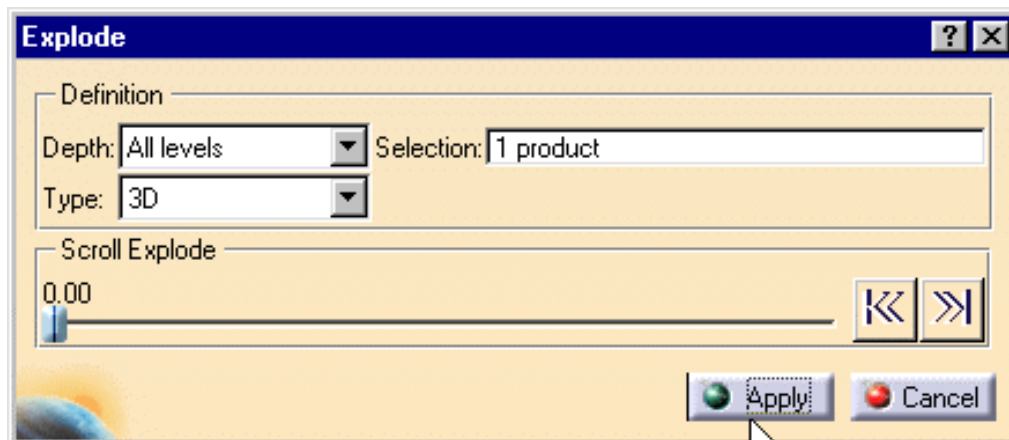 Explode
Definition
Depth: All levels Selection: 1 product
Type: 3D
Scroll Explode
0.00
Apply Cancel